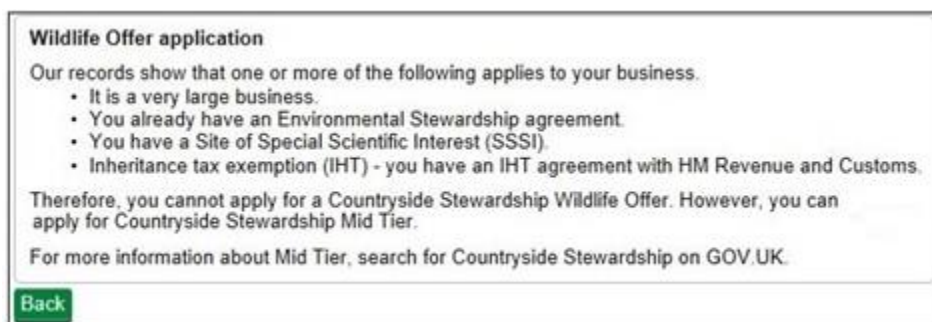 Wildlife Offer application
Our records show that one or more of the following applies to your business.
• It is a very large business.
• You already have an Environmental Stewardship agreement.
• You have a Site of Special Scientific Interest (SSSI).
• Inheritance tax exemption (IHT) - you have an IHT agreement with HM Revenue and Customs.
Therefore, you cannot apply for a Countryside Stewardship Wildlife Offer. However, you can
apply for Countryside Stewardship Mid Tier.
For more information about Mid Tier, search for Countryside Stewardship on GOV.UK.
Back